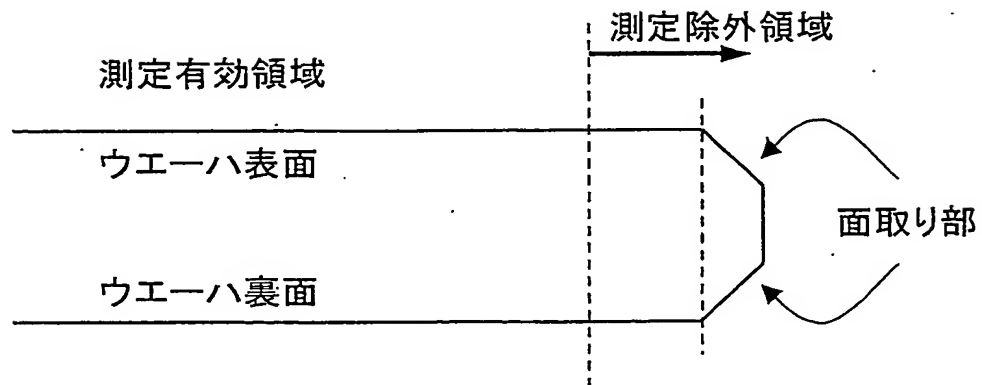 測定除外領域
測定有効領域
ウエーハ表面
面取り部
ウエーハ裏面